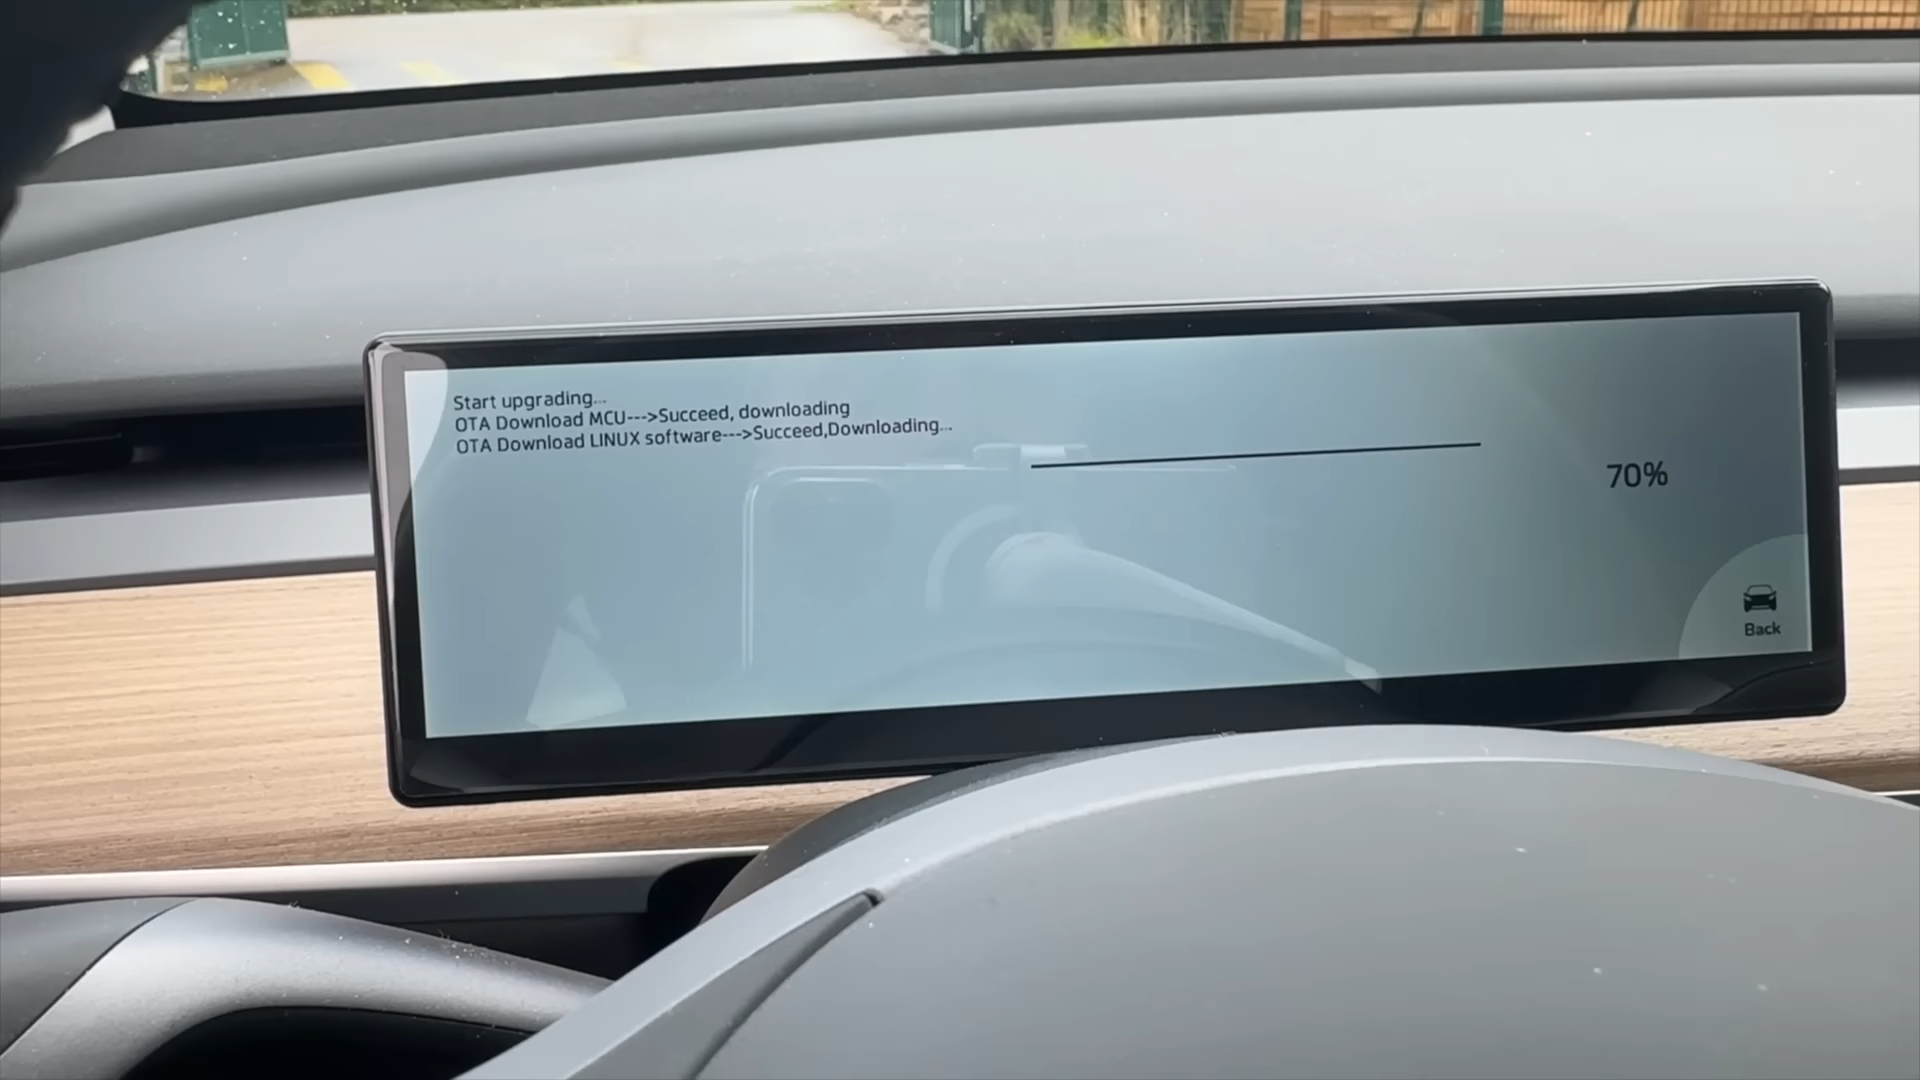 Start upgrading...
OTA Download MCU--->Succeed, downloading
OTA Download LINUX software--->Succeed,Downloading...
70%
Back